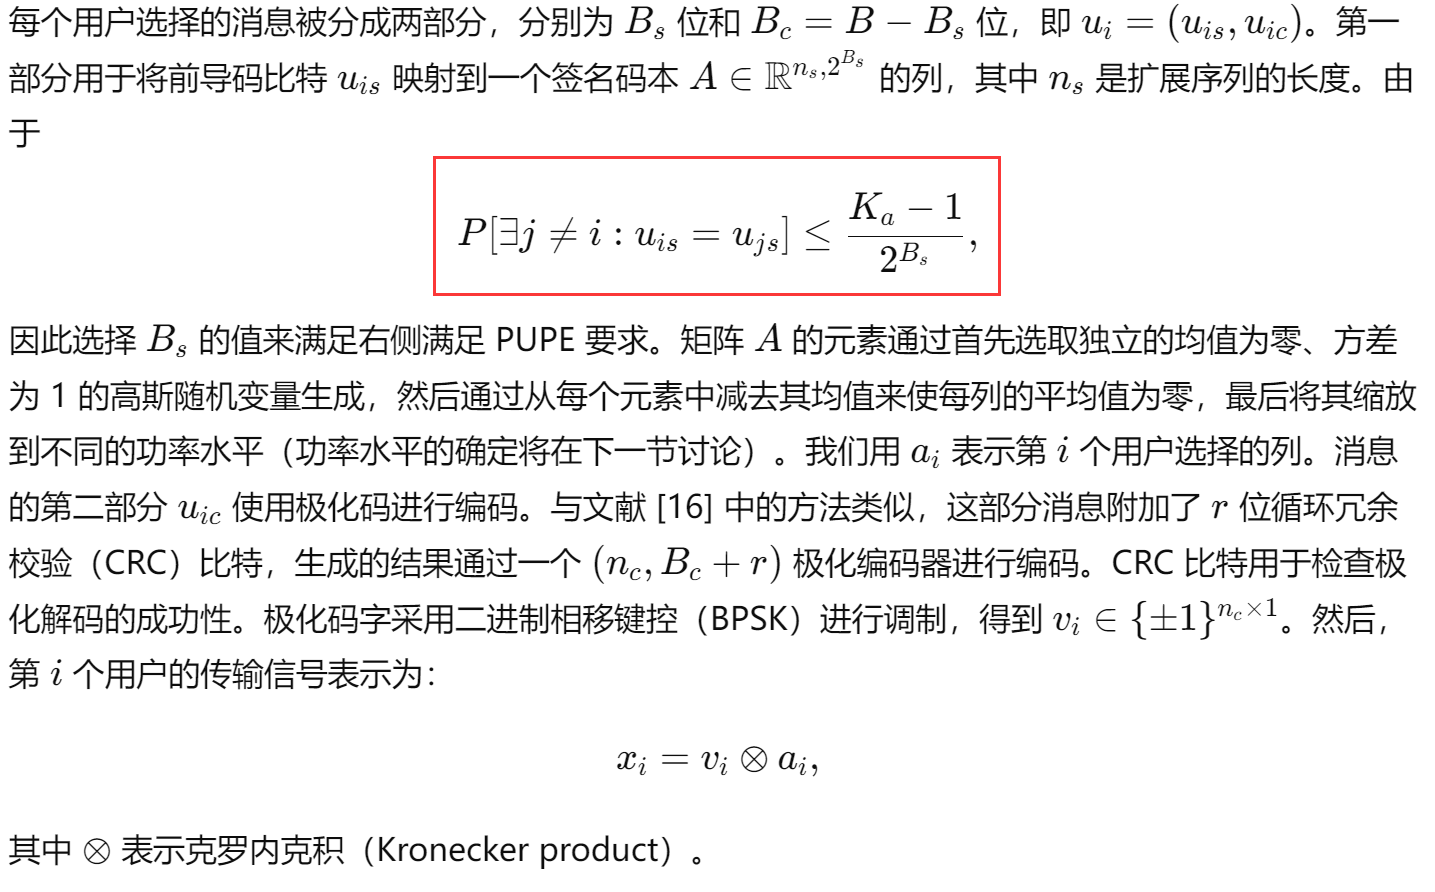 每个用户选择的消息被分成两部分，分别为 $B_s$ 位和 $B_c = B - B_s$ 位，即 $u_i = (u_{is}, u_{ic})$。第一
部分用于将前导码比特 $u_{is}$ 映射到一个签名码本 $A \in \mathbb{R}^{n_s, 2^{B_s}}$ 的列，其中 $n_s$ 是扩展序列的长度。由
于
$P[\exists j \neq i : u_{is} = u_{js}] \leq \frac{K_a - 1}{2^{B_s}},$
因此选择 $B_s$ 的值来满足右侧满足 PUPE 要求。矩阵 $A$ 的元素通过首先选取独立的均值为零、方差
为 1 的高斯随机变量生成，然后通过从每个元素中减去其均值来使每列的平均值为零，最后将其缩放
到不同的功率水平（功率水平的确定将在下一节讨论）。我们用 $a_i$ 表示第 $i$ 个用户选择的列。消息
的第二部分 $u_{ic}$ 使用极化码进行编码。与文献 [16] 中的方法类似，这部分消息附加了 $r$ 位循环冗余
校验（CRC）比特，生成的结果通过一个 $(n_c, B_c + r)$ 极化编码器进行编码。CRC 比特用于检查极
化解码的成功性。极化码字采用二进制相移键控（BPSK）进行调制，得到 $v_i \in \{\pm 1\}^{n_c \times 1}$。然后，
第 $i$ 个用户的传输信号表示为：
$x_i = v_i \otimes a_i,$
其中 $\otimes$ 表示克罗内克积（Kronecker product）。